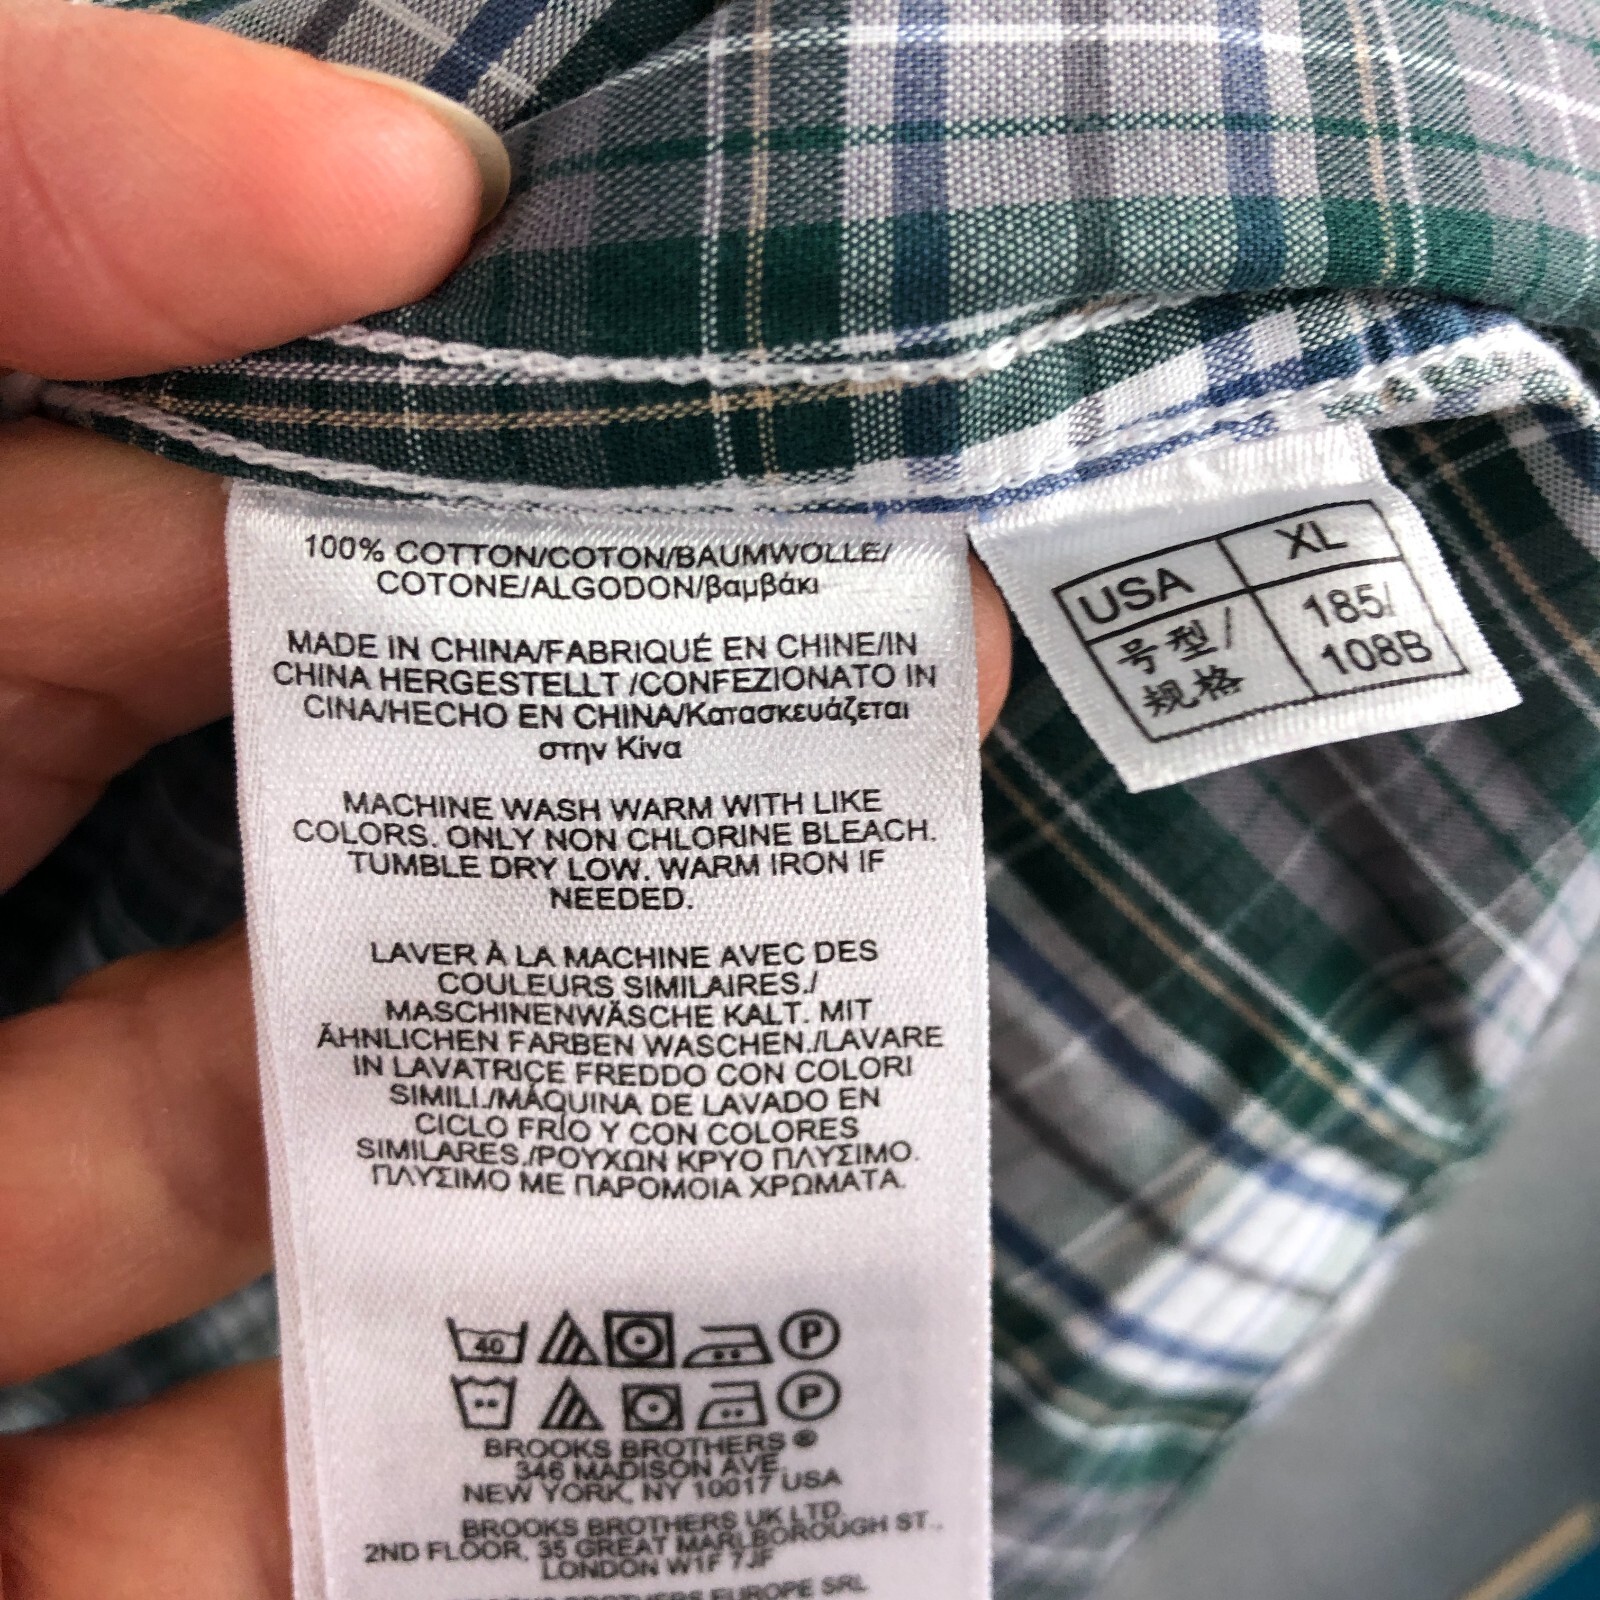 100% COTTON/COTON/BAUMWOLLE/
COTONE/ALGODON/βαμβάκι
MADE IN CHINA/FABRIQUÉ EN CHINE/IN
CHINA HERGESTELLT /CONFEZIONATO IN
CINA/HECHO EN CHINA/Κατασκευάζεται
στην Κίνα
MACHINE WASH WARM WITH LIKE
COLORS. ONLY NON CHLORINE BLEACH.
TUMBLE DRY LOW. WARM IRON IF
NEEDED.
LAVER À LA MACHINE AVEC DES
COULEURS SIMILAIRES./
MASCHINENWÄSCHE KALT. MIT
ÄHNLICHEN FARBEN WASCHEN./LAVARE
IN LAVATRICE FREDDO CON COLORI
SIMILI./MÁQUINA DE LAVADO EN
CICLO FRÍO Y CON COLORES
SIMILARES./ΡΟΥΧΩΝ ΚΡΥΟ ΠΛΥΣΙΜΟ.
ΠΛΥΣΙΜΟ ΜΕ ΠΑΡΟΜΟΙΑ ΧΡΩΜΑΤΑ.
40 P
P
BROOKS BROTHERS ®
346 MADISON AVE.
NEW YORK, NY 10017 USA
BROOKS BROTHERS UK LTD.
2ND FLOOR, 35 GREAT MARLBOROUGH ST.,
LONDON W1F 7JF
BROOKS BROTHERS EUROPE SRL
USA XL
号型/ 185/
规格 108B